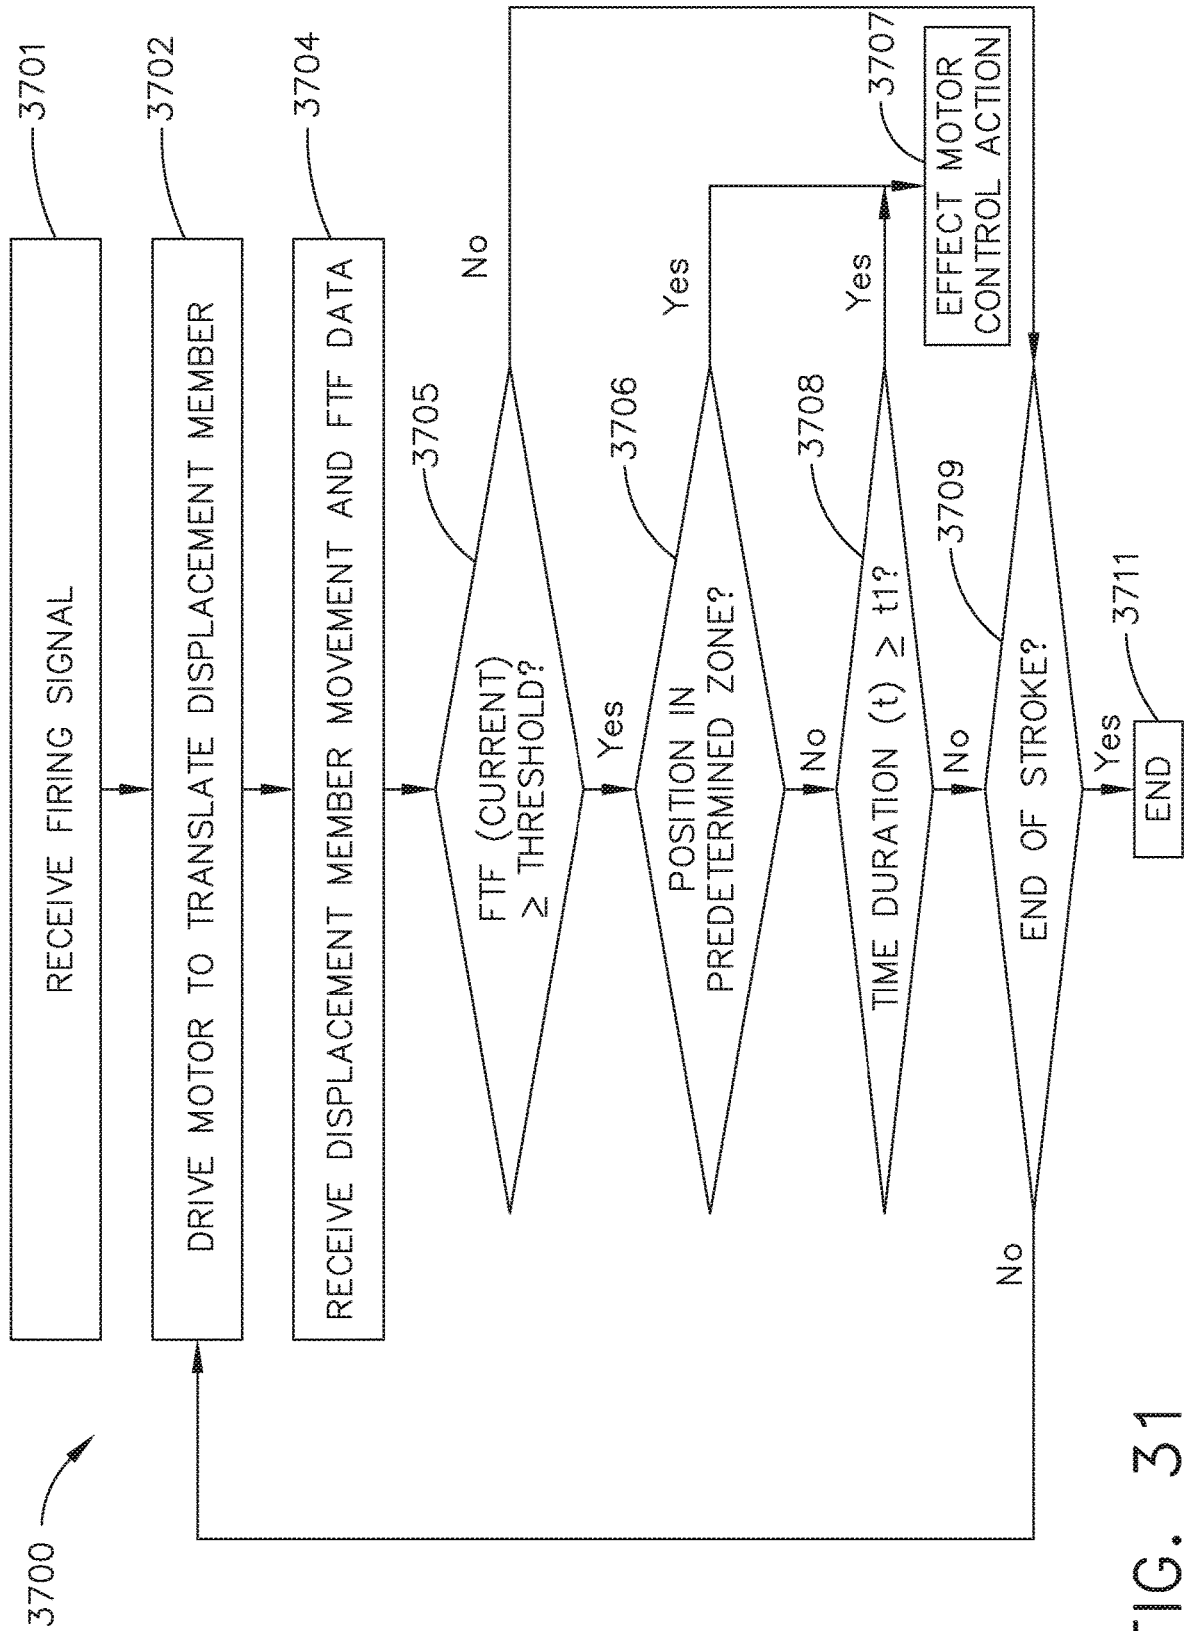 3700
3701
RECEIVE FIRING SIGNAL
3702
DRIVE MOTOR TO TRANSLATE DISPLACEMENT MEMBER
3704
RECEIVE DISPLACEMENT MEMBER MOVEMENT AND FTF DATA
3705
FTF (CURRENT)
≥ THRESHOLD?
No
Yes
3706
POSITION IN
PREDETERMINED ZONE?
Yes
No
3708
TIME DURATION (t) ≥ t1?
Yes
No
3707
EFFECT MOTOR
CONTROL ACTION
3709
END OF STROKE?
No
Yes
3711
END
FIG. 31